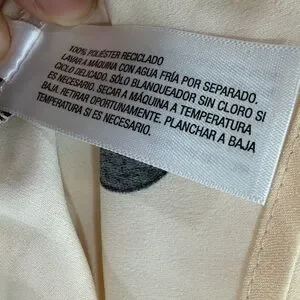 100% POLIÉSTER RECICLADO
LAVAR A MÁQUINA CON AGUA FRÍA POR SEPARADO.
CICLO DELICADO. SÓLO BLANQUEADOR SIN CLORO SI
ES NECESARIO. SECAR A MÁQUINA A TEMPERATURA
BAJA. RETIRAR OPORTUNAMENTE. PLANCHAR A BAJA
TEMPERATURA SI ES NECESARIO.